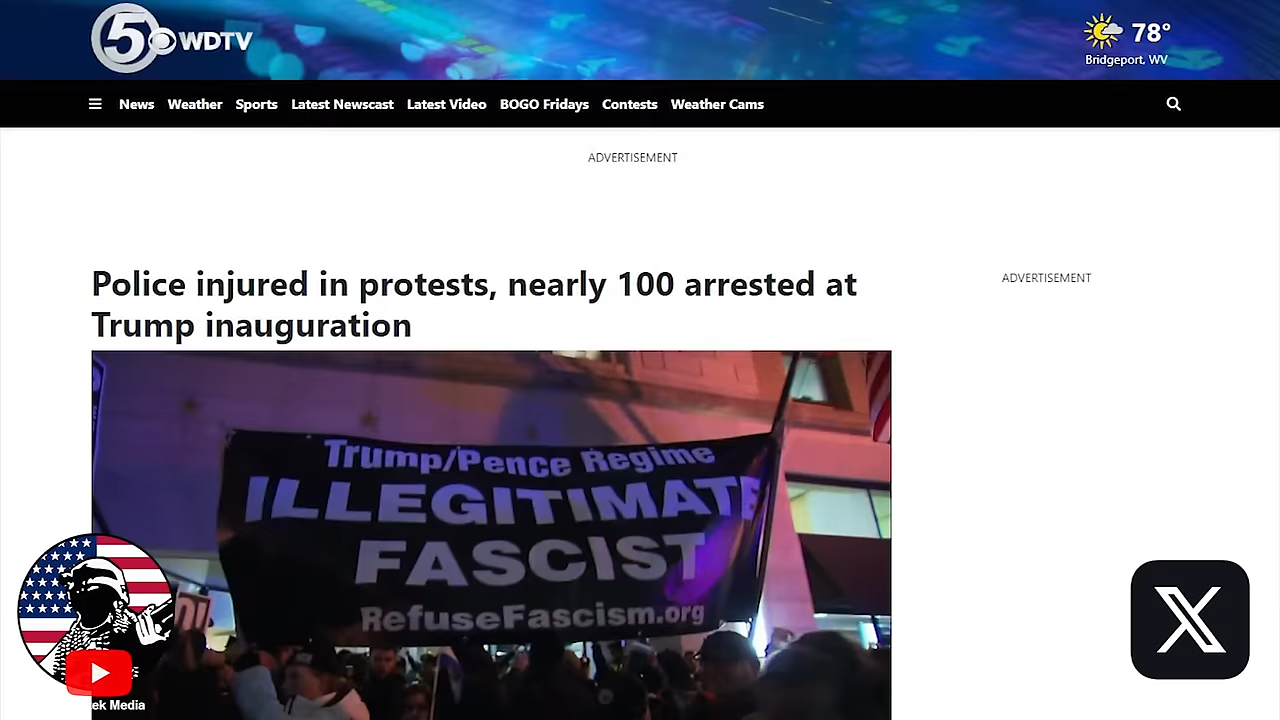 5 WDTV
78°
Bridgeport, WV
News Weather Sports Latest Newscast Latest Video BOGO Fridays Contests Weather Cams
ADVERTISEMENT
Police injured in protests, nearly 100 arrested at
Trump inauguration
ADVERTISEMENT
Trump/Pence Regime
ILLEGITIMATE
FASCIST
RefuseFascism.org
ek Media
X